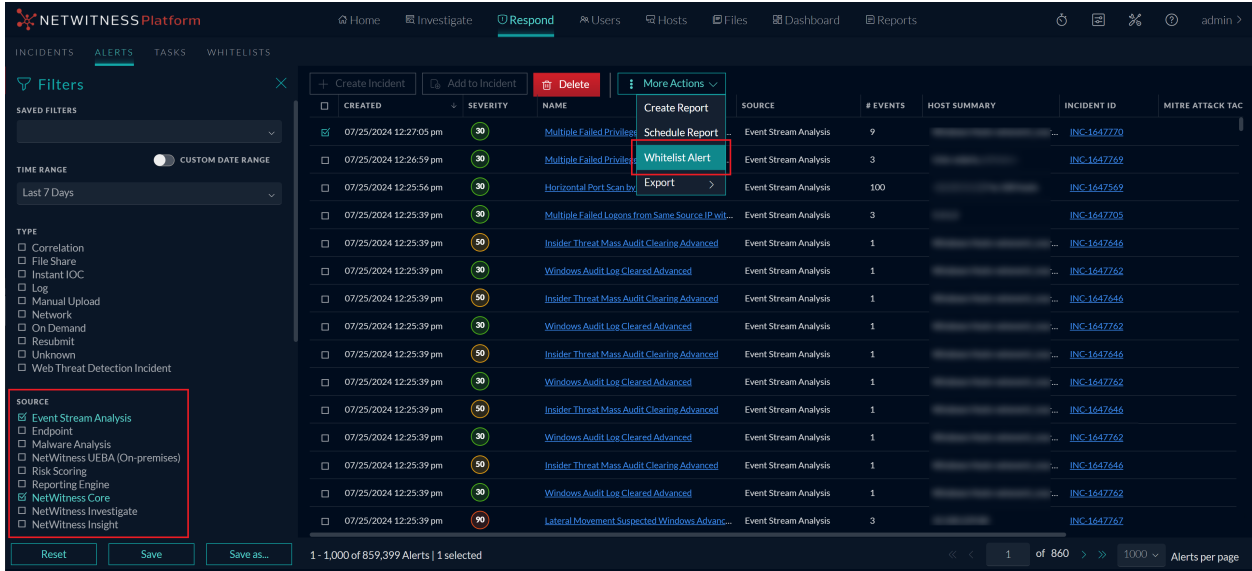 NETWITNESS Platform
Home Investigate Respond Users Hosts Files Dashboard Reports admin >
INCIDENTS ALERTS TASKS WHITELISTS
Filters
SAVED FILTERS
CUSTOM DATE RANGE
TIME RANGE
Last 7 Days
TYPE
Correlation
File Share
Instant IOC
Log
Manual Upload
Network
On Demand
Resubmit
Unknown
Web Threat Detection Incident
SOURCE
Event Stream Analysis
Endpoint
Malware Analysis
NetWitness UEBA (On-premises)
Risk Scoring
Reporting Engine
NetWitness Core
NetWitness Investigate
NetWitness Insight
Reset Save Save as...
+ Create Incident Add to Incident Delete More Actions
Create Report
Schedule Report
Whitelist Alert
Export >
CREATED SEVERITY NAME SOURCE # EVENTS HOST SUMMARY INCIDENT ID MITRE ATT&CK TAC
07/25/2024 12:27:05 pm 30 Multiple Failed Privilege ... Event Stream Analysis 9 ... INC-1647770
07/25/2024 12:26:59 pm 30 Multiple Failed Privilege ... Event Stream Analysis 3 INC-1647769
07/25/2024 12:25:56 pm 30 Horizontal Port Scan by Event Stream Analysis 100 INC-1647569
07/25/2024 12:25:39 pm 30 Multiple Failed Logons from Same Source IP wit... Event Stream Analysis 3 INC-1647705
07/25/2024 12:25:39 pm 50 Insider Threat Mass Audit Clearing Advanced Event Stream Analysis 1 ... INC-1647646
07/25/2024 12:25:39 pm 30 Windows Audit Log Cleared Advanced Event Stream Analysis 1 ... INC-1647762
07/25/2024 12:25:39 pm 50 Insider Threat Mass Audit Clearing Advanced Event Stream Analysis 1 ... INC-1647646
07/25/2024 12:25:39 pm 30 Windows Audit Log Cleared Advanced Event Stream Analysis 1 ... INC-1647762
07/25/2024 12:25:39 pm 50 Insider Threat Mass Audit Clearing Advanced Event Stream Analysis 1 ... INC-1647646
07/25/2024 12:25:39 pm 30 Windows Audit Log Cleared Advanced Event Stream Analysis 1 ... INC-1647762
07/25/2024 12:25:39 pm 50 Insider Threat Mass Audit Clearing Advanced Event Stream Analysis 1 ... INC-1647646
07/25/2024 12:25:39 pm 30 Windows Audit Log Cleared Advanced Event Stream Analysis 1 ... INC-1647762
07/25/2024 12:25:39 pm 50 Insider Threat Mass Audit Clearing Advanced Event Stream Analysis 1 ... INC-1647646
07/25/2024 12:25:39 pm 30 Windows Audit Log Cleared Advanced Event Stream Analysis 1 ... INC-1647762
07/25/2024 12:25:39 pm 90 Lateral Movement Suspected Windows Advanc... Event Stream Analysis 3 INC-1647767
1 - 1,000 of 859,399 Alerts | 1 selected « < 1 of 860 > » 1000 Alerts per page